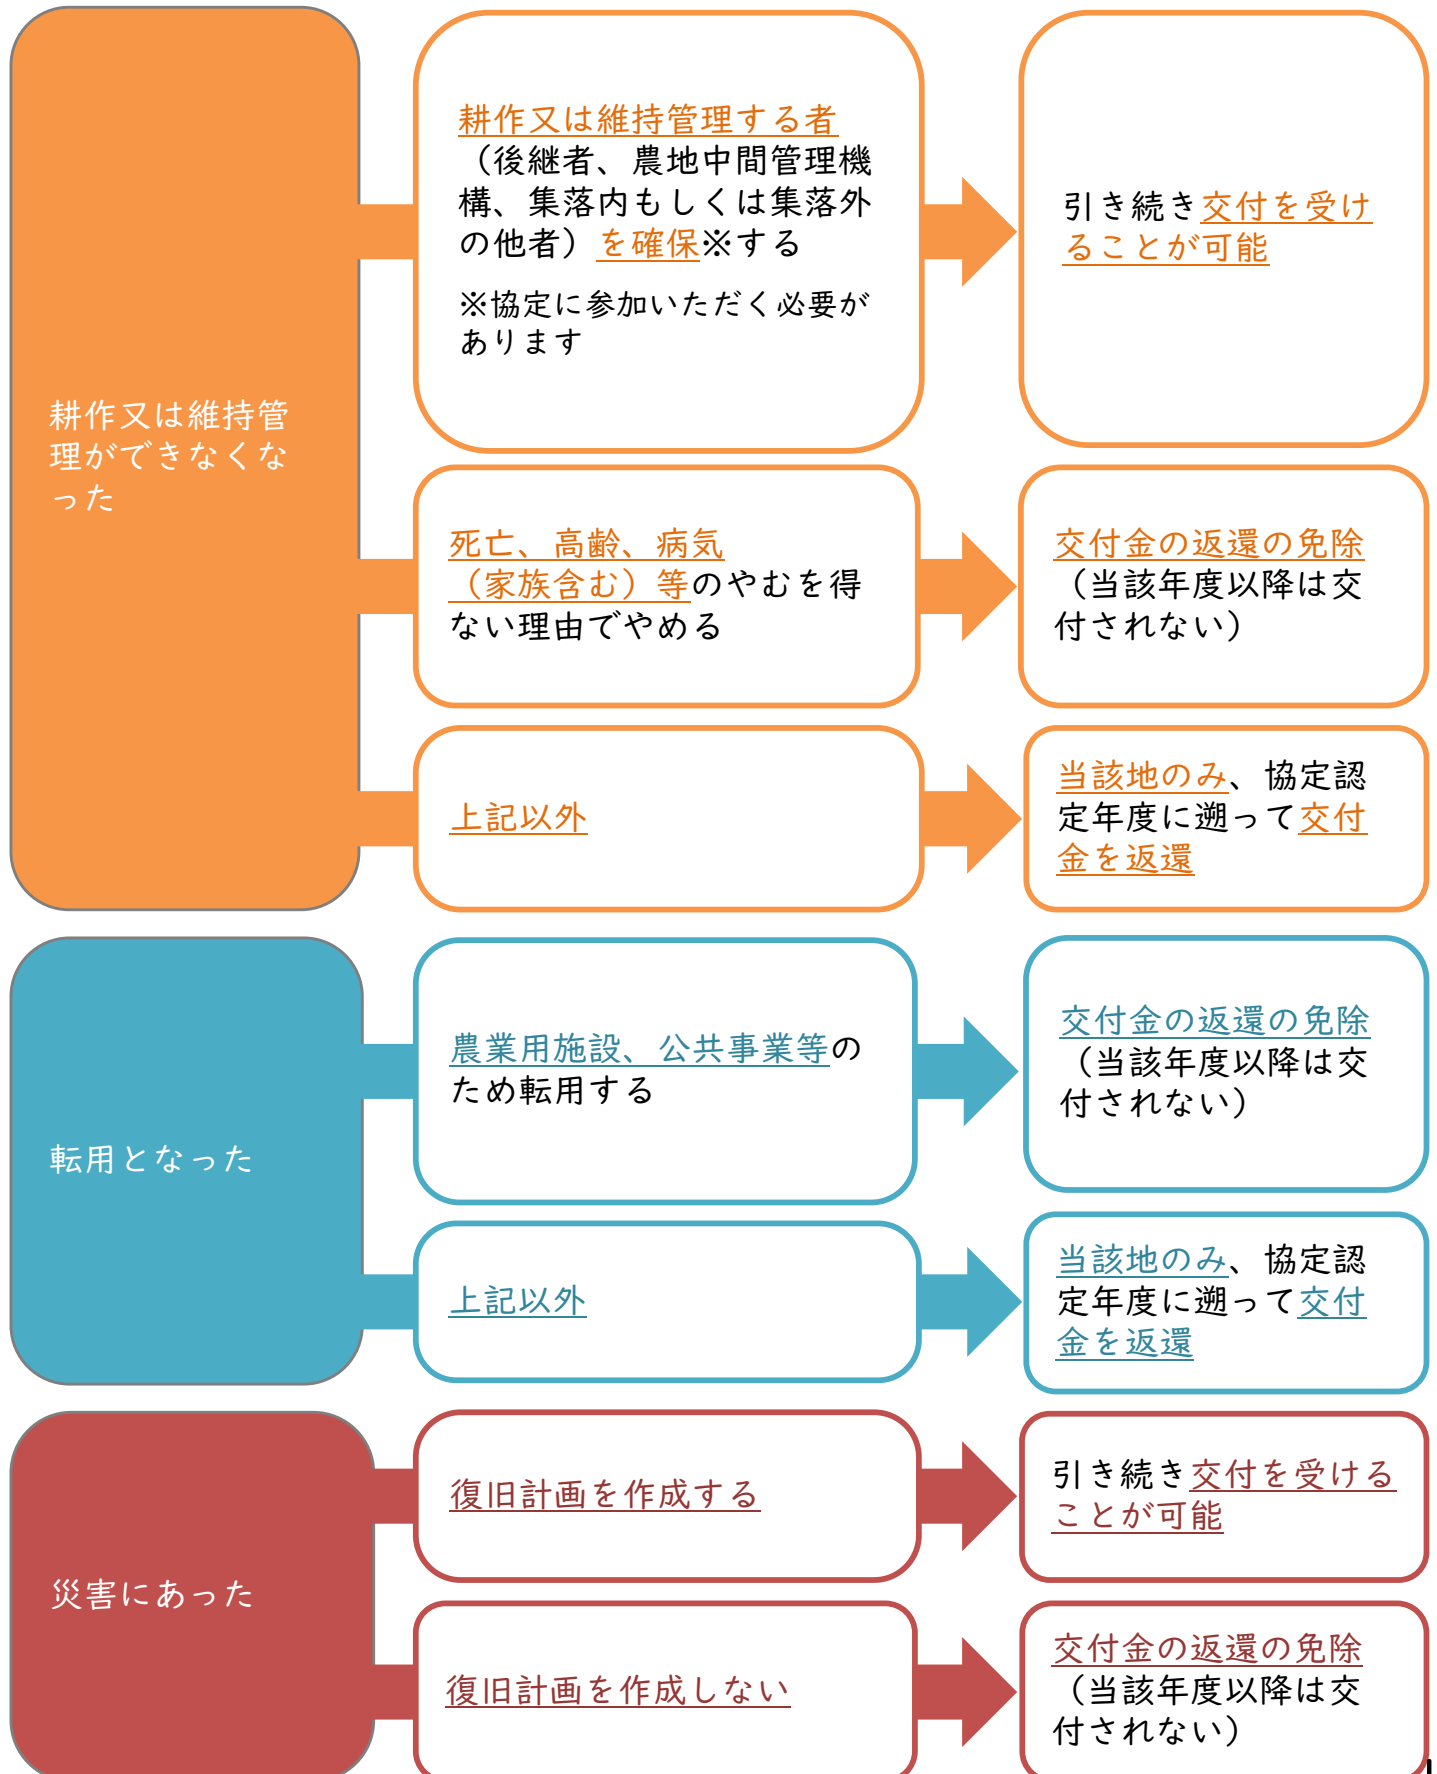 耕作又は維持管
理ができなくな
った
耕作又は維持管理する者
（後継者、農地中間管理機
構、集落内もしくは集落外
の他者）を確保※する
※協定に参加いただく必要が
あります
引き続き交付を受け
ることが可能
死亡、高齢、病気
（家族含む）等のやむを得
ない理由でやめる
交付金の返還の免除
（当該年度以降は交
付されない）
上記以外
当該地のみ、協定認
定年度に遡って交付
金を返還
転用となった
農業用施設、公共事業等の
ため転用する
交付金の返還の免除
（当該年度以降は交
付されない）
上記以外
当該地のみ、協定認
定年度に遡って交付
金を返還
災害にあった
復旧計画を作成する
引き続き交付を受ける
ことが可能
復旧計画を作成しない
交付金の返還の免除
（当該年度以降は交
付されない）